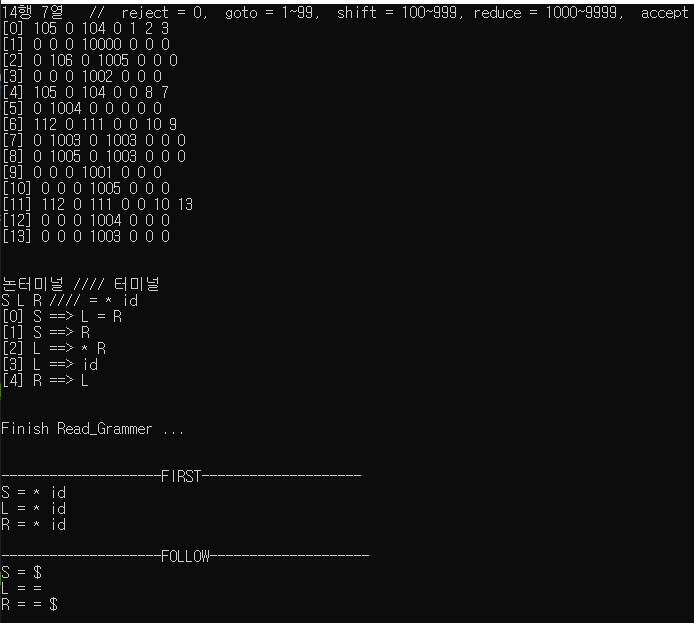 14행 7열 // reject = 0, goto = 1~99, shift = 100~999, reduce = 1000~9999, accept
[0] 105 0 104 0 1 2 3
[1] 0 0 0 10000 0 0 0
[2] 0 106 0 1005 0 0 0
[3] 0 0 0 1002 0 0 0
[4] 105 0 104 0 0 8 7
[5] 0 1004 0 0 0 0 0
[6] 112 0 111 0 0 10 9
[7] 0 1003 0 1003 0 0 0
[8] 0 1005 0 1003 0 0 0
[9] 0 0 0 1001 0 0 0
[10] 0 0 0 1005 0 0 0
[11] 112 0 111 0 0 10 13
[12] 0 0 0 1004 0 0 0
[13] 0 0 0 1003 0 0 0
논터미널 //// 터미널
S L R //// = * id
[0] S ==> L = R
[1] S ==> R
[2] L ==> * R
[3] L ==> id
[4] R ==> L
Finish Read_Grammer ...
--------------------FIRST--------------------
S = * id
L = * id
R = * id
--------------------FOLLOW--------------------
S = $
L = =
R = = $